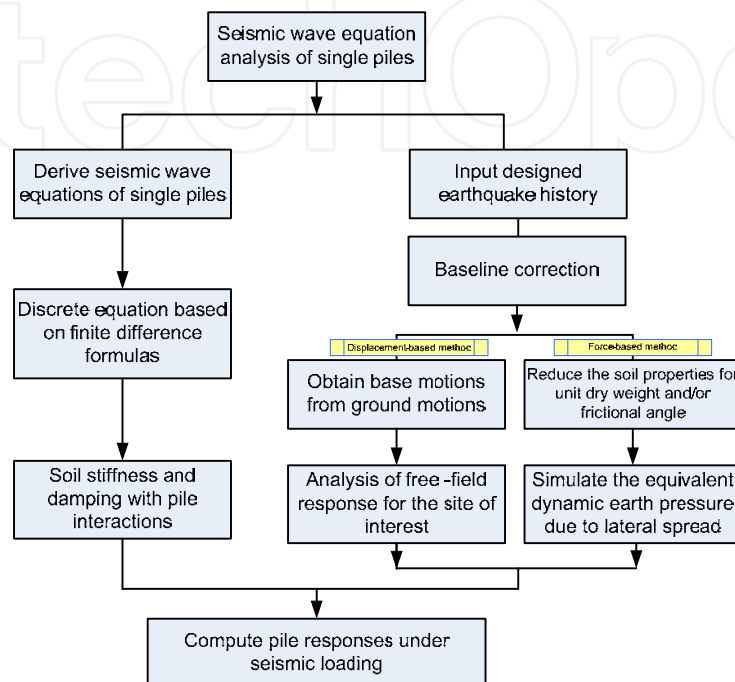 techOpe
Seismic wave equation
analysis of single piles
Derive seismic wave
equations of single piles
Input designed
earthquake history
Baseline correction
Discrete equation based
on finite difference
formulas
Displacement-based method
Force-based method
Obtain base motions
from ground motions
Reduce the soil properties for
unit dry weight and/or
frictional angle
Soil stiffness and
damping with pile
interactions
Analysis of free-field
response for the site of
interest
Simulate the equivalent
dynamic earth pressure
due to lateral spread
Compute pile responses under
seismic loading